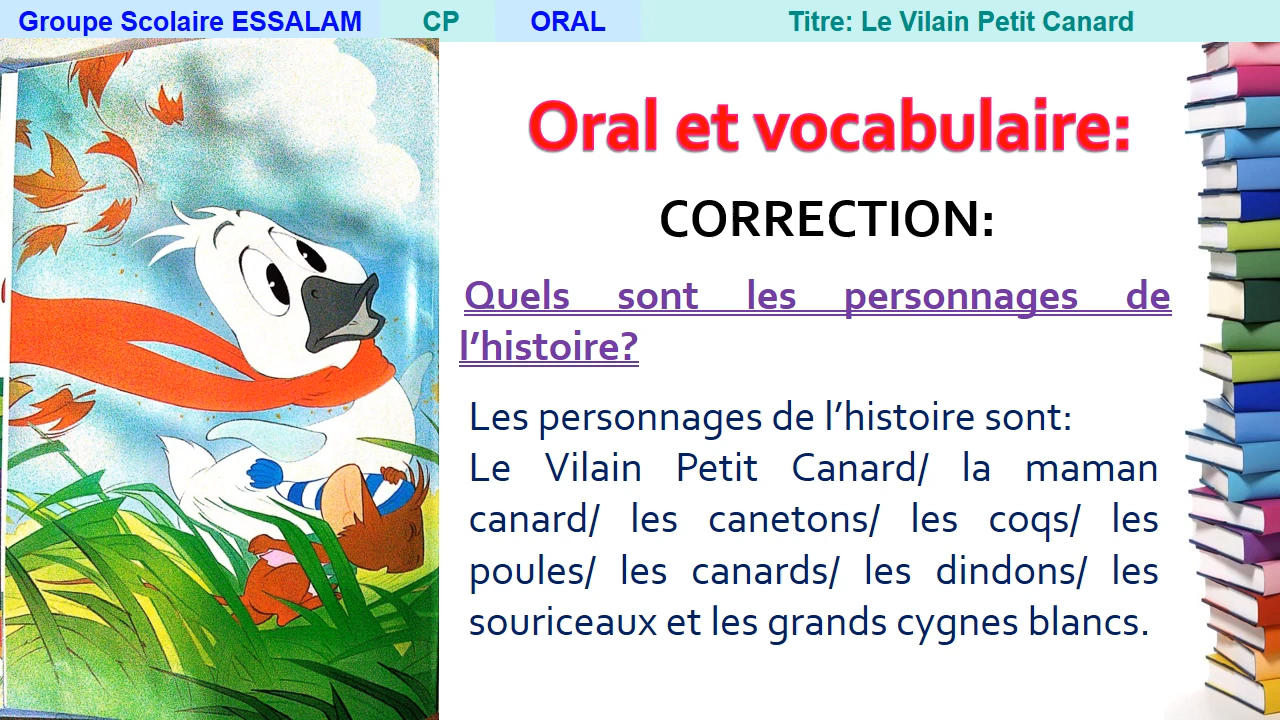 Groupe Scolaire ESSALAM CP ORAL Titre: Le Vilain Petit Canard
Oral et vocabulaire:
CORRECTION:
Quels sont les personnages de
l’histoire?
Les personnages de l’histoire sont:
Le Vilain Petit Canard/ la maman
canard/ les canetons/ les coqs/ les
poules/ les canards/ les dindons/ les
souriceaux et les grands cygnes blancs.